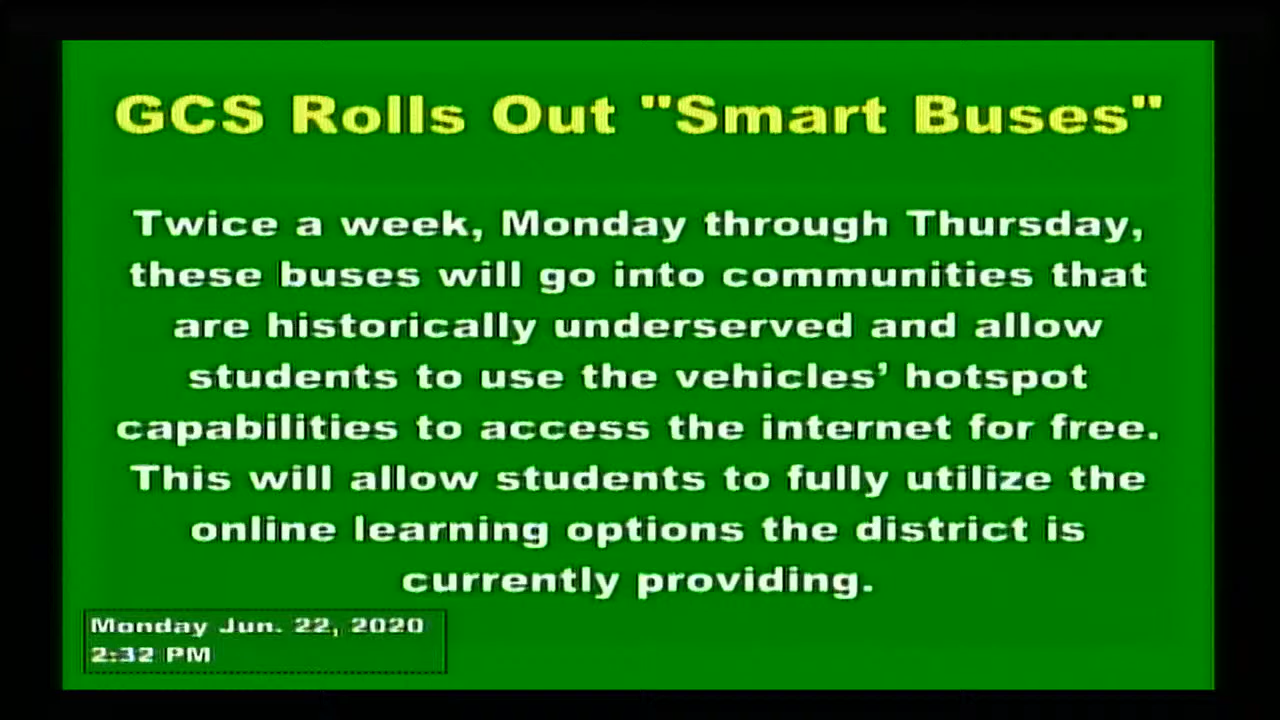 GCS Rolls Out "Smart Buses"
Twice a week, Monday through Thursday,
these buses will go into communities that
are historically underserved and allow
students to use the vehicles’ hotspot
capabilities to access the internet for free.
This will allow students to fully utilize the
online learning options the district is
currently providing.
Monday Jun. 22, 2020
2:32 PM